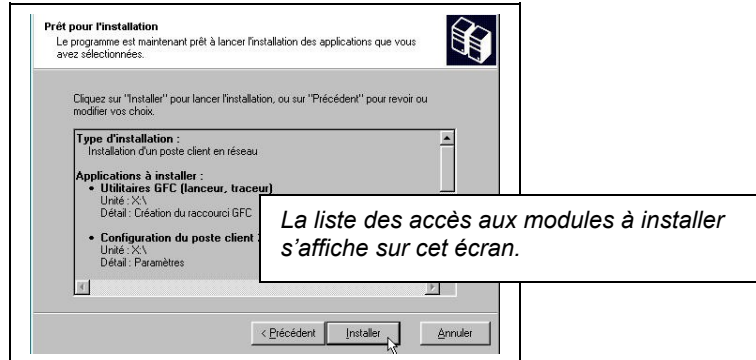 Prêt pour l'installation
Le programme est maintenant prêt à lancer l'installation des applications que vous
avez sélectionnées.
Cliquez sur "Installer" pour lancer l'installation, ou sur "Précédent" pour revoir ou
modifier vos choix.
Type d'installation :
Installation d'un poste client en réseau
Applications à installer :
• Utilitaires GFC (lanceur, traceur)
Unité : X:\
Détail : Création du raccourci GFC
• Configuration du poste client
Unité : X:\
Détail : Paramètres
La liste des accès aux modules à installer
s'affiche sur cet écran.
< Précédent
Installer
Annuler